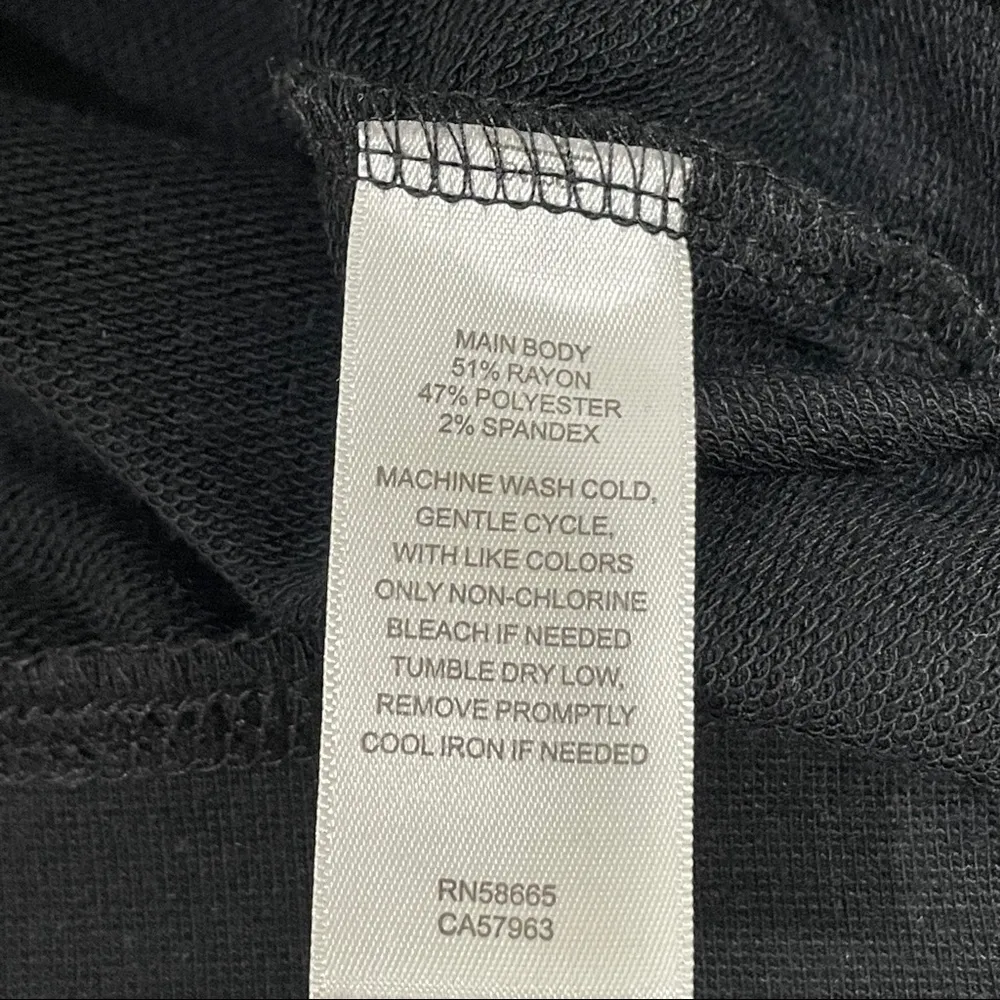 MAIN BODY
51% RAYON
47% POLYESTER
2% SPANDEX
MACHINE WASH COLD,
GENTLE CYCLE,
WITH LIKE COLORS
ONLY NON-CHLORINE
BLEACH IF NEEDED
TUMBLE DRY LOW,
REMOVE PROMPTLY
COOL IRON IF NEEDED
RN58665
CA57963